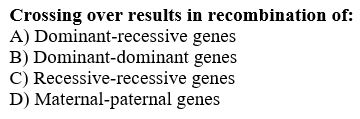 Crossing over results in recombination of:
A) Dominant-recessive genes
B) Dominant-dominant genes
C) Recessive-recessive genes
D) Maternal-paternal genes